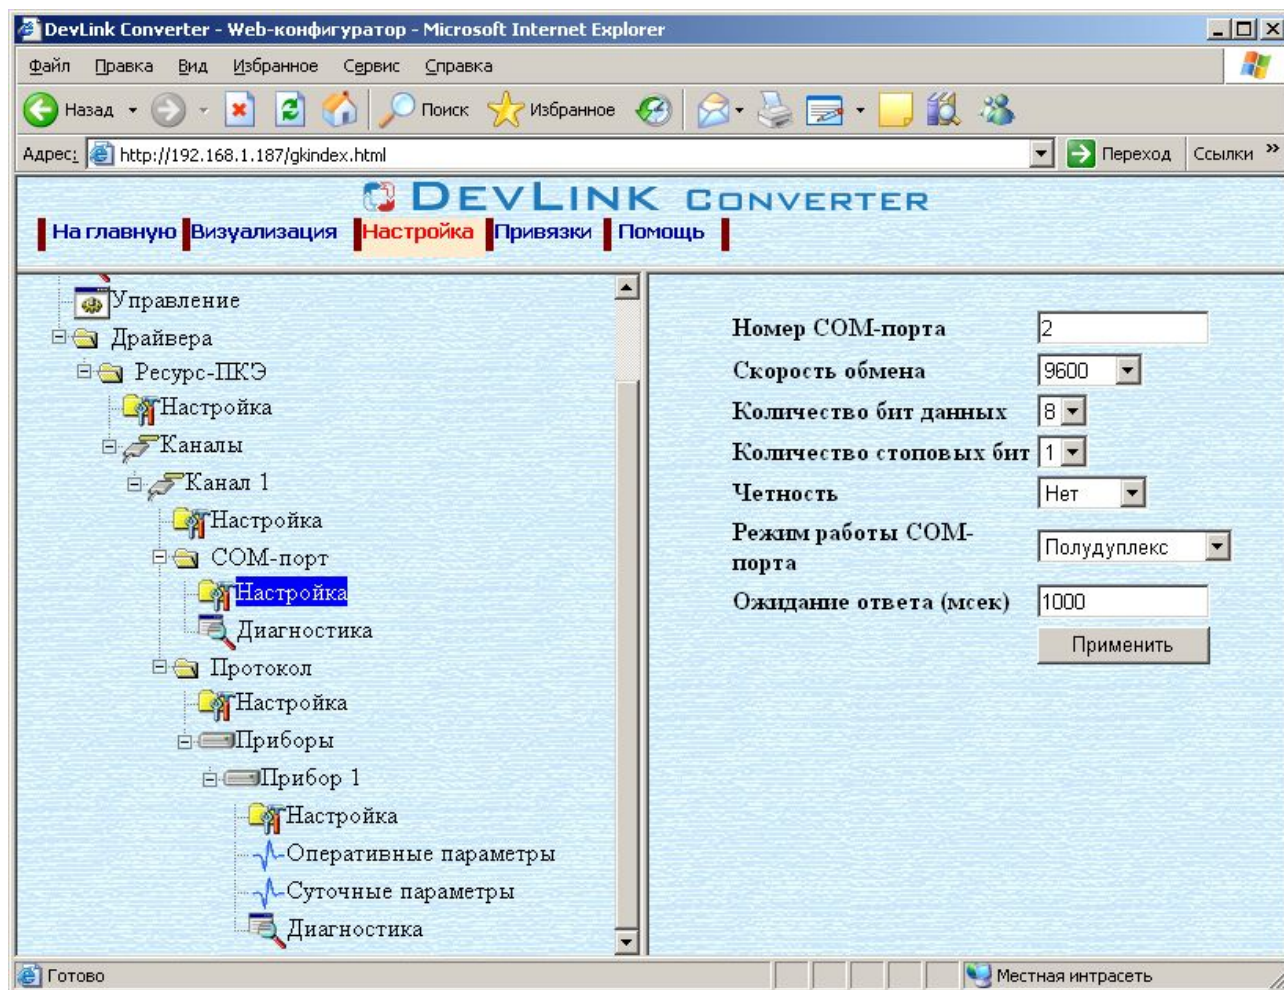 DevLink Converter - Web-конфигуратор - Microsoft Internet Explorer
Файл Правка Вид Избранное Сервис Справка
Назад Поиск Избранное
Адрес: http://192.168.1.187/gkindex.html Переход Ссылки »
DEVLINK CONVERTER
На главную Визуализация Настройка Привязки Помощь
Управление
Драйвера
Ресурс-ПКЭ
Настройка
Каналы
Канал 1
Настройка
COM-порт
Настройка
Диагностика
Протокол
Настройка
Приборы
Прибор 1
Настройка
Оперативные параметры
Суточные параметры
Диагностика
Номер COM-порта 2
Скорость обмена 9600
Количество бит данных 8
Количество стоповых бит 1
Четность Нет
Режим работы COM-
порта Полудуплекс
Ожидание ответа (мсек) 1000
Применить
Готово Местная интрасеть